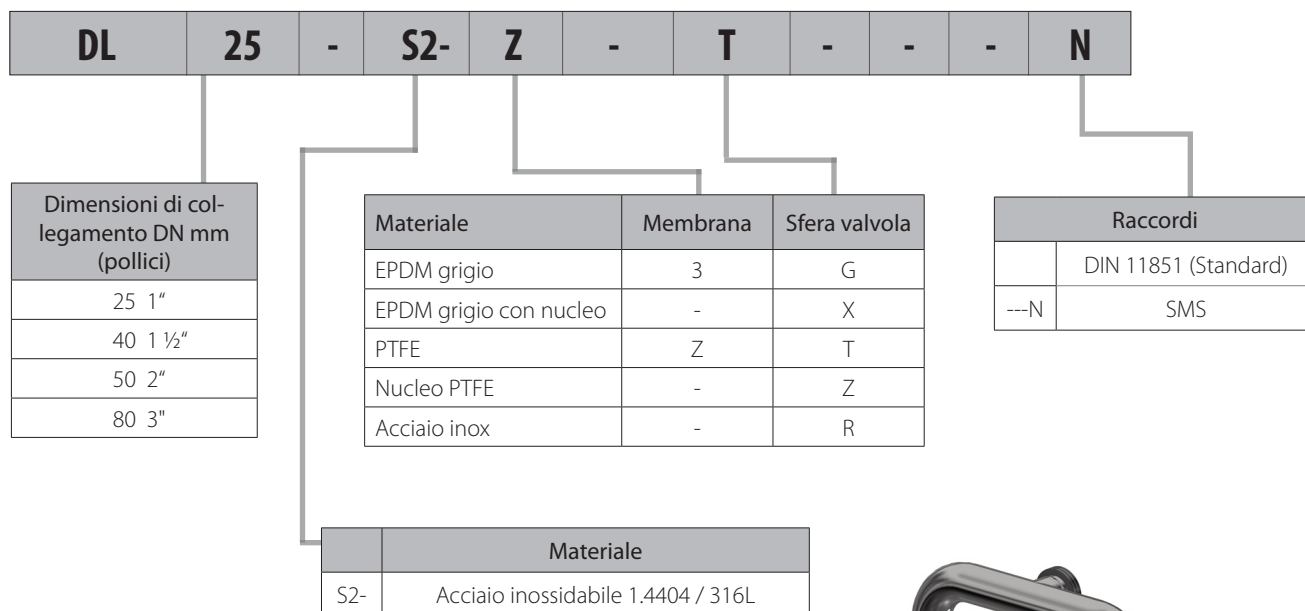 DL 25 - S2- Z - T - - - N
Dimensioni di col-
legamento DN mm
(pollici)
25 1“
40 1 ½“
50 2“
80 3"
Materiale Membrana Sfera valvola
EPDM grigio 3 G
EPDM grigio con nucleo - X
PTFE Z T
Nucleo PTFE - Z
Acciaio inox - R
Raccordi
DIN 11851 (Standard)
---N SMS
Materiale
S2- Acciaio inossidabile 1.4404 / 316L